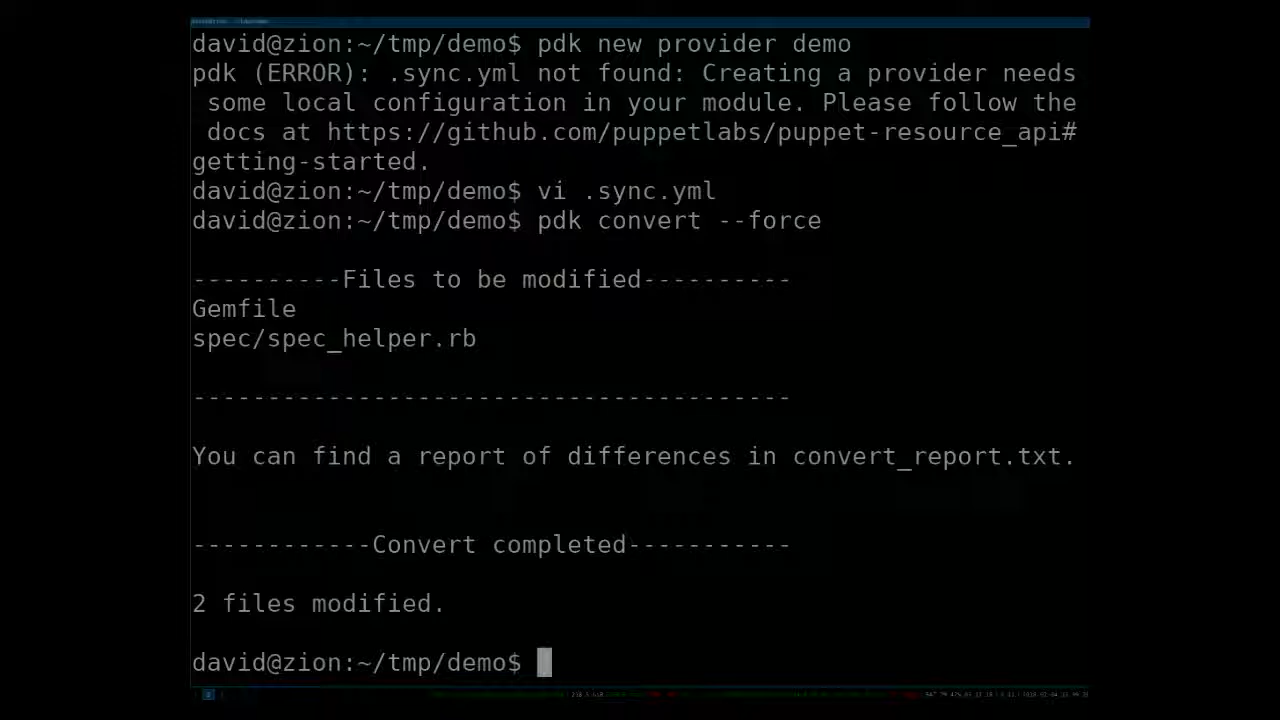 david@zion:~/tmp/demo$ pdk new provider demo
pdk (ERROR): .sync.yml not found: Creating a provider needs
some local configuration in your module. Please follow the
docs at https://github.com/puppetlabs/puppet-resource_api#
getting-started.
david@zion:~/tmp/demo$ vi .sync.yml
david@zion:~/tmp/demo$ pdk convert --force
----------Files to be modified----------
Gemfile
spec/spec_helper.rb
----------------------------------------
You can find a report of differences in convert_report.txt.
------------Convert completed-----------
2 files modified.
david@zion:~/tmp/demo$